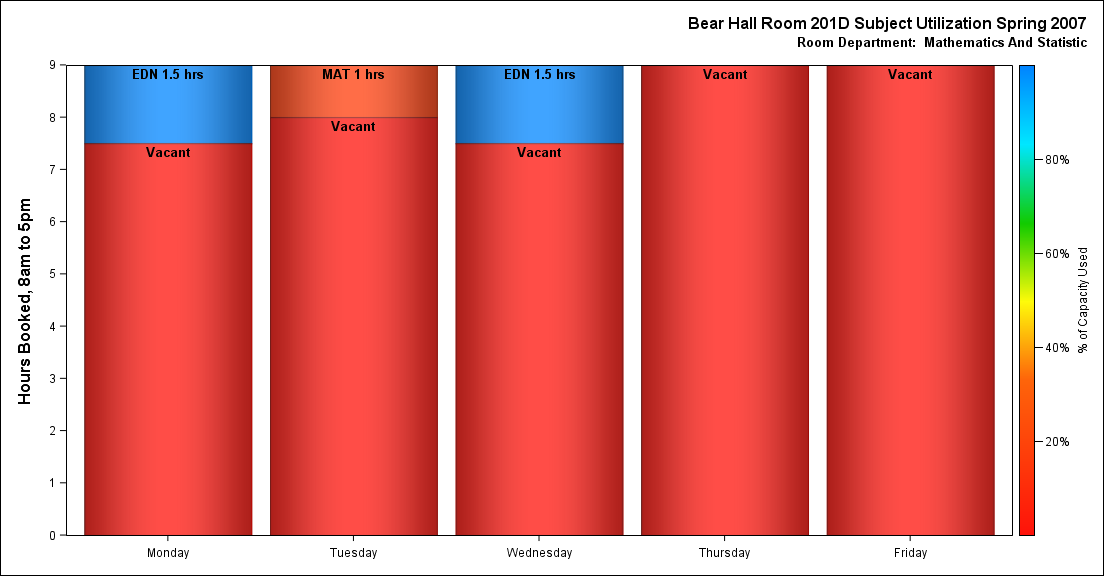 Bear Hall Room 201D Subject Utilization Spring 2007
Room Department:  Mathematics And Statistic
Hours Booked, 8am to 5pm
9
8
7
6
5
4
3
2
1
0
EDN 1.5 hrs
Vacant
MAT 1 hrs
Vacant
EDN 1.5 hrs
Vacant
Vacant
Vacant
Monday
Tuesday
Wednesday
Thursday
Friday
80%
60%
40%
20%
% of Capacity Used